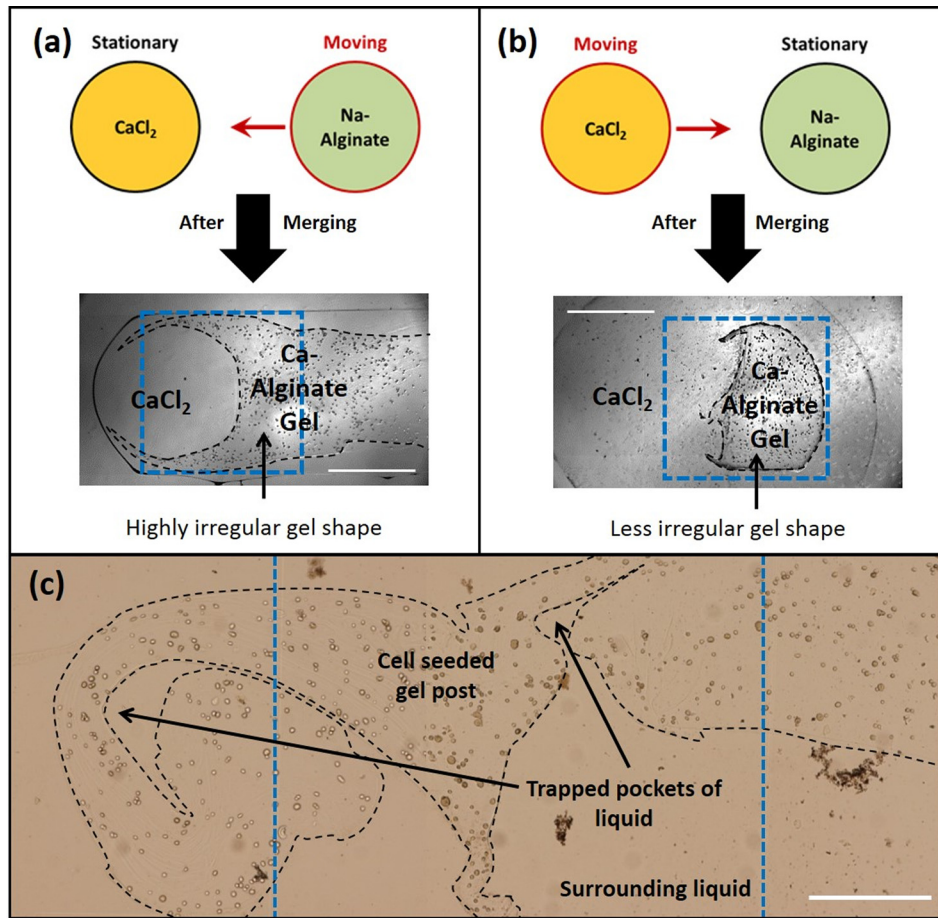 (a)
Stationary
Moving
CaCl2
Na-
Alginate
After Merging
CaCl2
Ca-
Alginate
Gel
Highly irregular gel shape
(b)
Moving
Stationary
CaCl2
Na-
Alginate
After Merging
CaCl2
Ca-
Alginate
Gel
Less irregular gel shape
(c)
Cell seeded
gel post
Trapped pockets of
liquid
Surrounding liquid